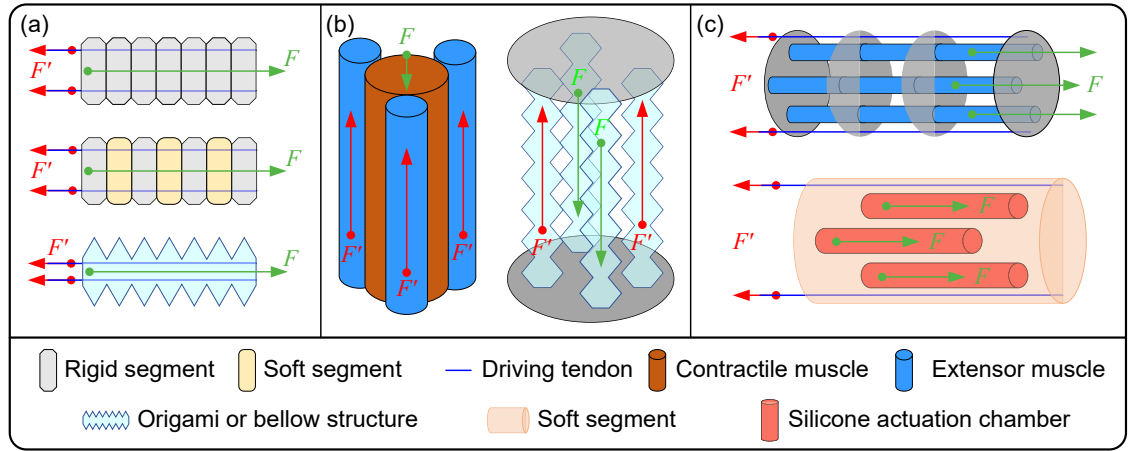 (a)
F′
F
F′
F
F′
F
(b)
F
F′
F′
F′
F
F
F′
F′
(c)
F′
F
F
F
F′
F
F
F
Rigid segment
Soft segment
Driving tendon
Contractile muscle
Extensor muscle
Origami or bellow structure
Soft segment
Silicone actuation chamber